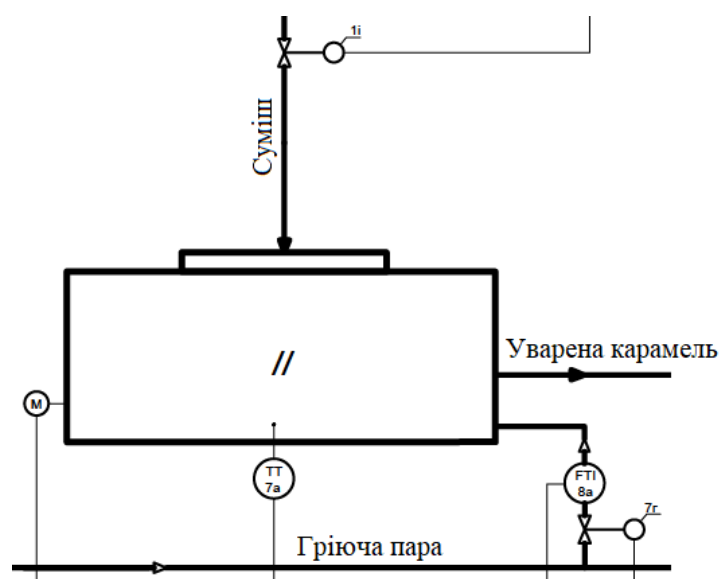 1і
Суміш
//
Уварена карамель
М
ТТ
7а
FTI
8а
7г
Гріюча пара